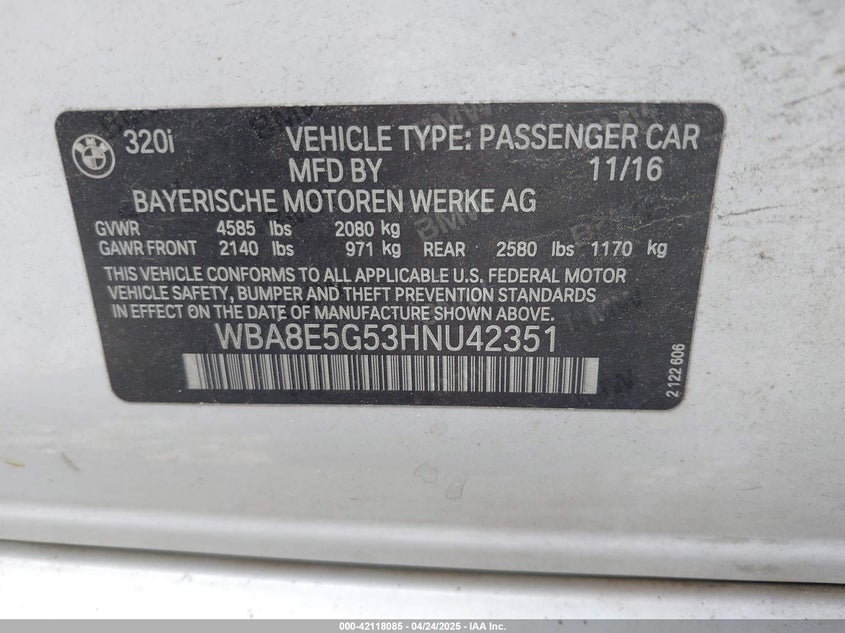 BMW 320i VEHICLE TYPE: PASSENGER CAR
MFD BY 11/16
BAYERISCHE MOTOREN WERKE AG
GVWR 4585 lbs 2080 kg
GAWR FRONT 2140 lbs 971 kg REAR 2580 lbs 1170 kg
THIS VEHICLE CONFORMS TO ALL APPLICABLE U.S. FEDERAL MOTOR
VEHICLE SAFETY, BUMPER AND THEFT PREVENTION STANDARDS
IN EFFECT ON THE DATE OF MANUFACTURE SHOWN ABOVE.
WBA8E5G53HNU42351
2 122 606
000-42118085 - 04/24/2025 - IAA Inc.